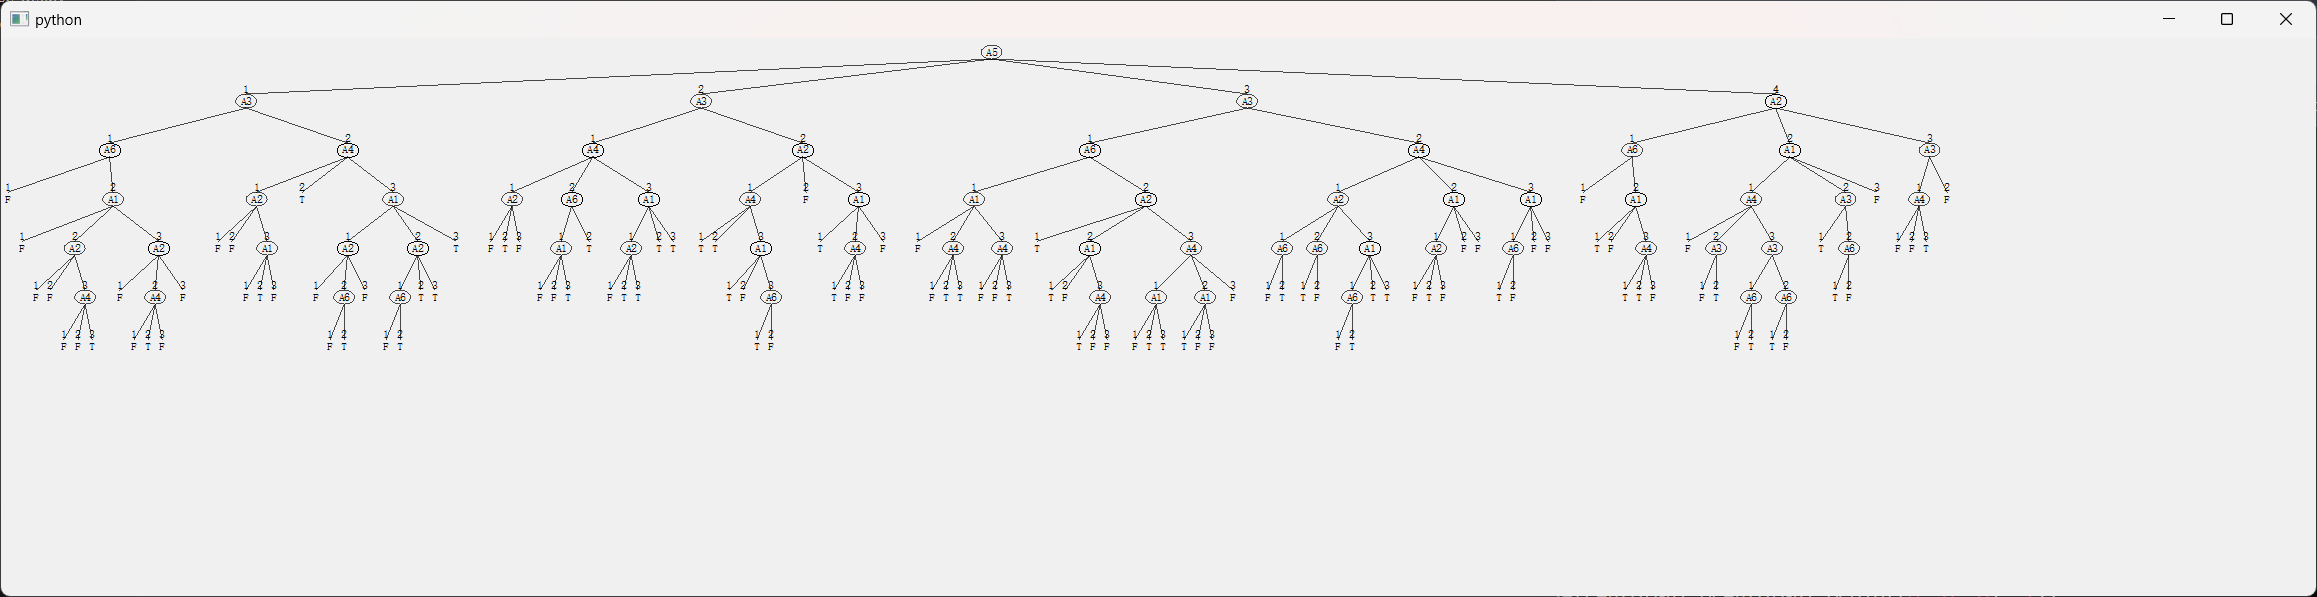 python
A5
1 2 3 4
A3 A3 A3 A2
1 2 1 2 1 2 1 2 3
A6 A4 A4 A2 A6 A4 A6 A1 A3
1 2 1 2 3 1 2 3 1 2 3 1 2 1 2 3 1 2 1 2 3 1 2
F A1 A2 T A1 A2 A6 A1 A4 F A1 A1 A2 A2 A1 A1 F A1 A4 A3 F A4 F
1 2 3 1 2 3 1 2 3 1 2 3 1 2 1 2 3 1 2 3 1 2 3 1 2 3 1 2 3 1 2 3 1 2 3 1 2 3 1 2 3 1 2 3 1 2 1 2 3
F A2 A2 F F A1 A2 A2 T F T F A1 T A2 T T T T A1 T A4 F F A4 A4 T A1 A4 A6 A6 A1 A2 F F A6 F F T F A4 F A3 A3 T A6 F F T
1 2 3 1 2 3 1 2 3 1 2 3 1 2 3 1 2 3 1 2 3 1 2 3 1 2 3 1 2 3 1 2 3 1 2 3 1 2 3 1 2 1 2 1 2 3 1 2 3 1 2 1 2 3 1 2 1 2 1 2
F F A4 F A4 F F T F F A6 F A6 T T F F T F T T T F A6 T F F F T T F F T T F A4 A1 A1 F F T T F A6 T T F T F T F T T F F T A6 A6 T F
1 2 3 1 2 3 1 2 1 2 1 2 1 2 3 1 2 3 1 2 3 1 2 1 2 1 2
F F T F T F F T F T T F T F F F T T T F F F T F T T F